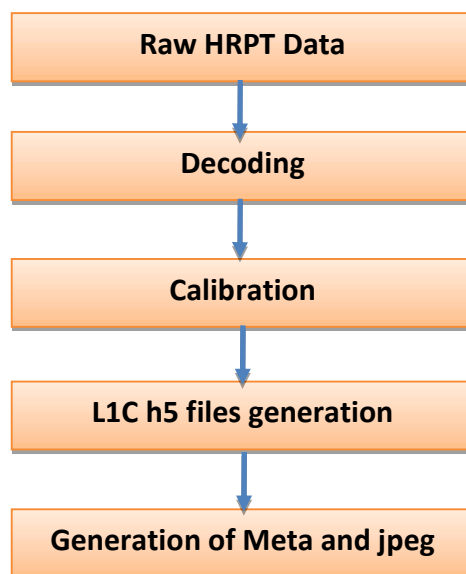 Raw HRPT Data
Decoding
Calibration
L1C h5 files generation
Generation of Meta and jpeg